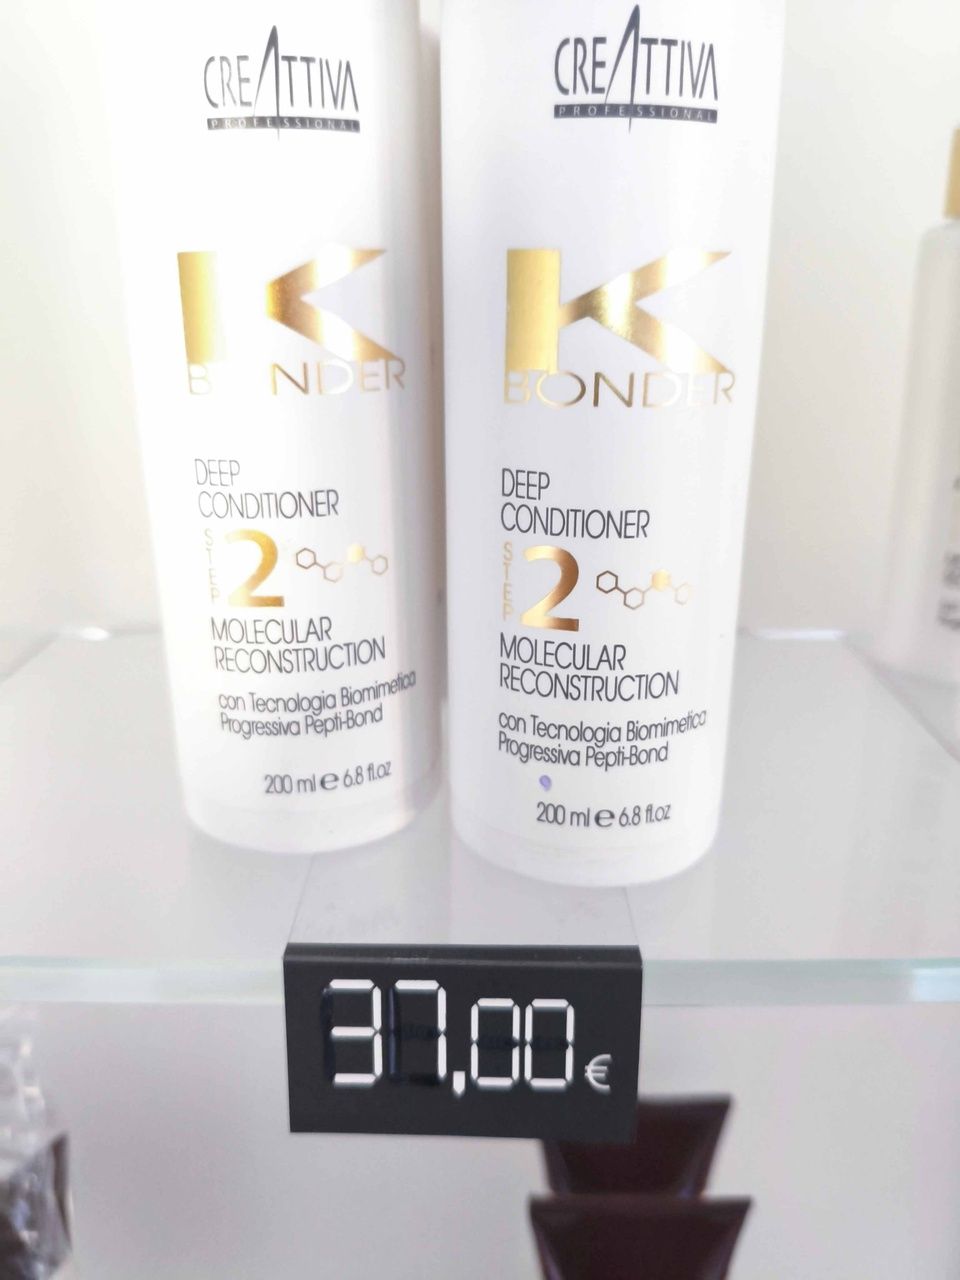 CREATTIVA
PROFESSIONAL
K
BONDER
DEEP
CONDITIONER
STEP 2
MOLECULAR
RECONSTRUCTION
con Tecnologia Biomimetica
Progressiva Pepti-Bond
200 ml e 6.8 fl.oz
CREATTIVA
PROFESSIONAL
K
BONDER
DEEP
CONDITIONER
STEP 2
MOLECULAR
RECONSTRUCTION
con Tecnologia Biomimetica
Progressiva Pepti-Bond
200 ml e 6.8 fl.oz
37,00 €